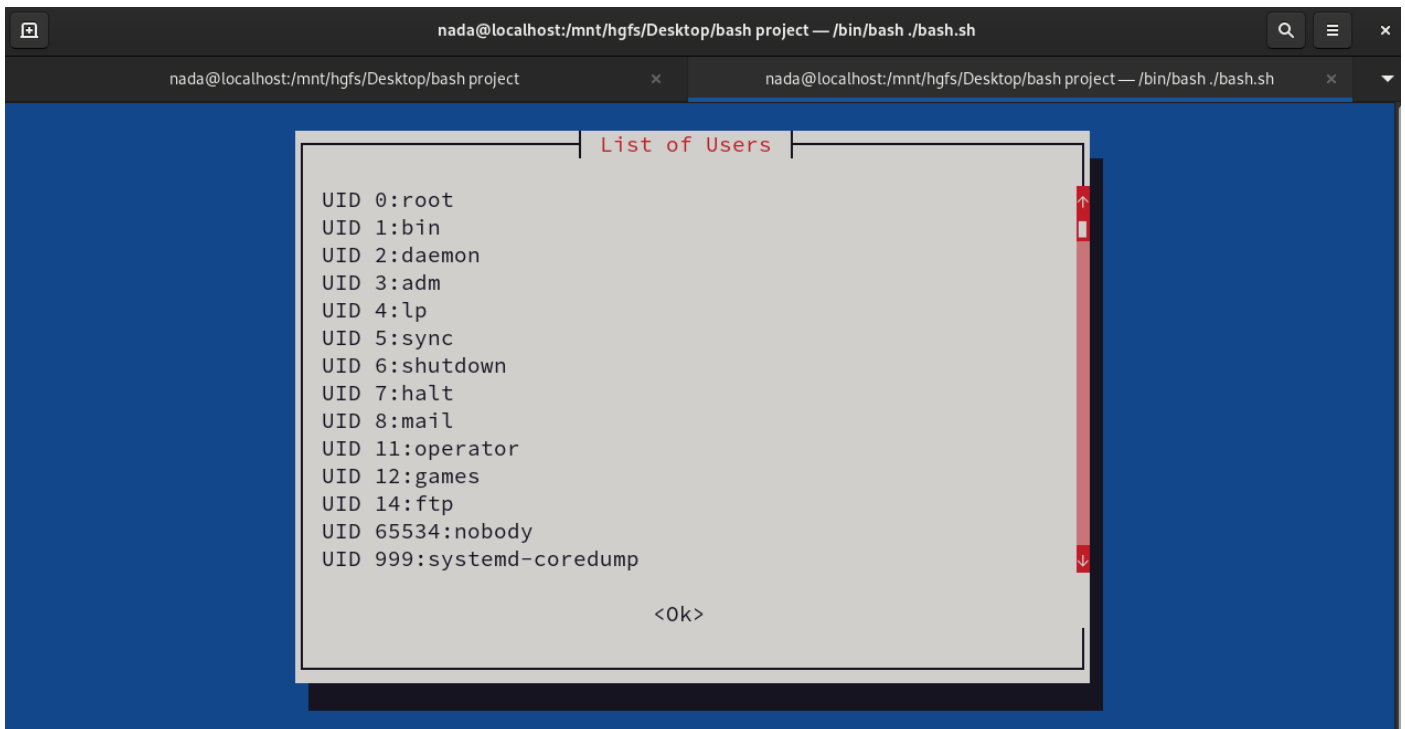 nada@localhost:/mnt/hgfs/Desktop/bash project — /bin/bash ./bash.sh
nada@localhost:/mnt/hgfs/Desktop/bash project
nada@localhost:/mnt/hgfs/Desktop/bash project — /bin/bash ./bash.sh
List of Users
UID 0:root
UID 1:bin
UID 2:daemon
UID 3:adm
UID 4:lp
UID 5:sync
UID 6:shutdown
UID 7:halt
UID 8:mail
UID 11:operator
UID 12:games
UID 14:ftp
UID 65534:nobody
UID 999:systemd-coredump
<Ok>